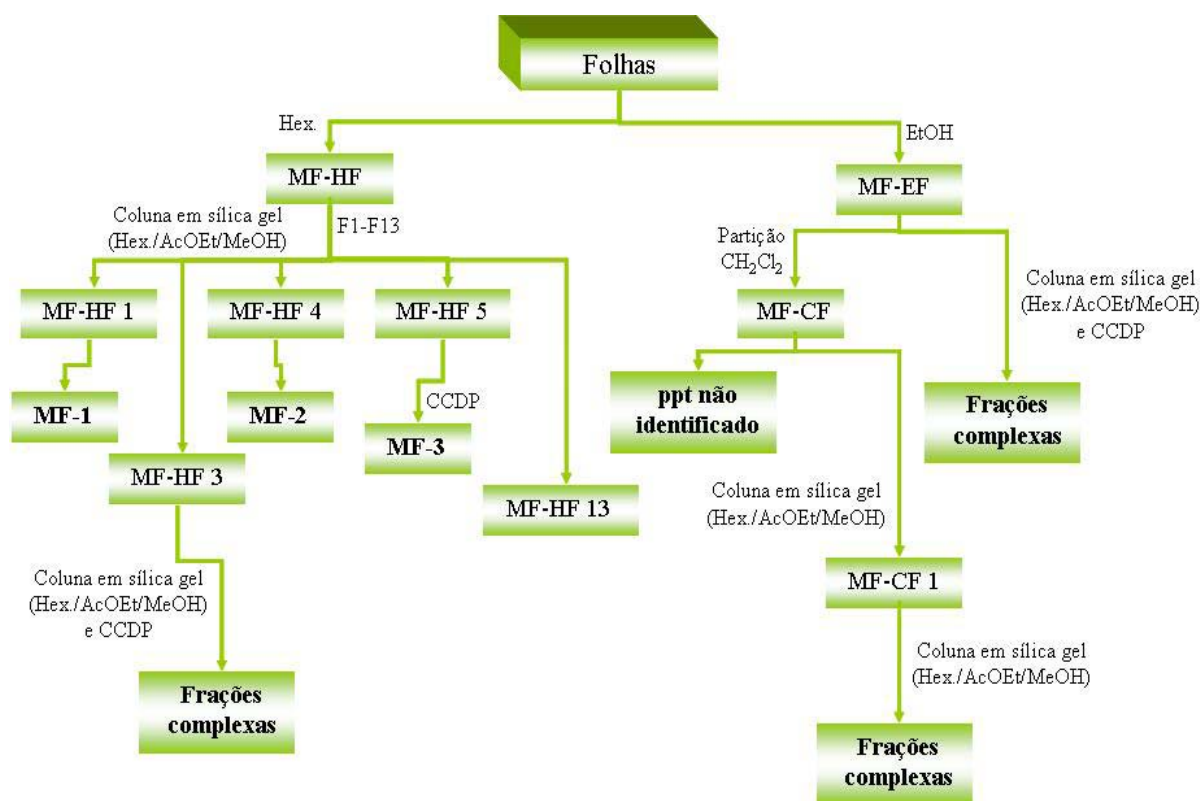 Folhas
Hex.
EtOH
MF-HF
MF-EF
Coluna em sílica gel
(Hex./AcOEt/MeOH)
F1-F13
Partição
CH₂Cl₂
Coluna em sílica gel
(Hex./AcOEt/MeOH)
e CCDP
MF-HF 1
MF-HF 4
MF-HF 5
MF-CF
MF-1
MF-2
CCDP
MF-3
ppt não
identificado
Frações
complexas
MF-HF 3
MF-HF 13
Coluna em sílica gel
(Hex./AcOEt/MeOH)
MF-CF 1
Coluna em sílica gel
(Hex./AcOEt/MeOH)
e CCDP
Coluna em sílica gel
(Hex./AcOEt/MeOH)
Frações
complexas
Frações
complexas